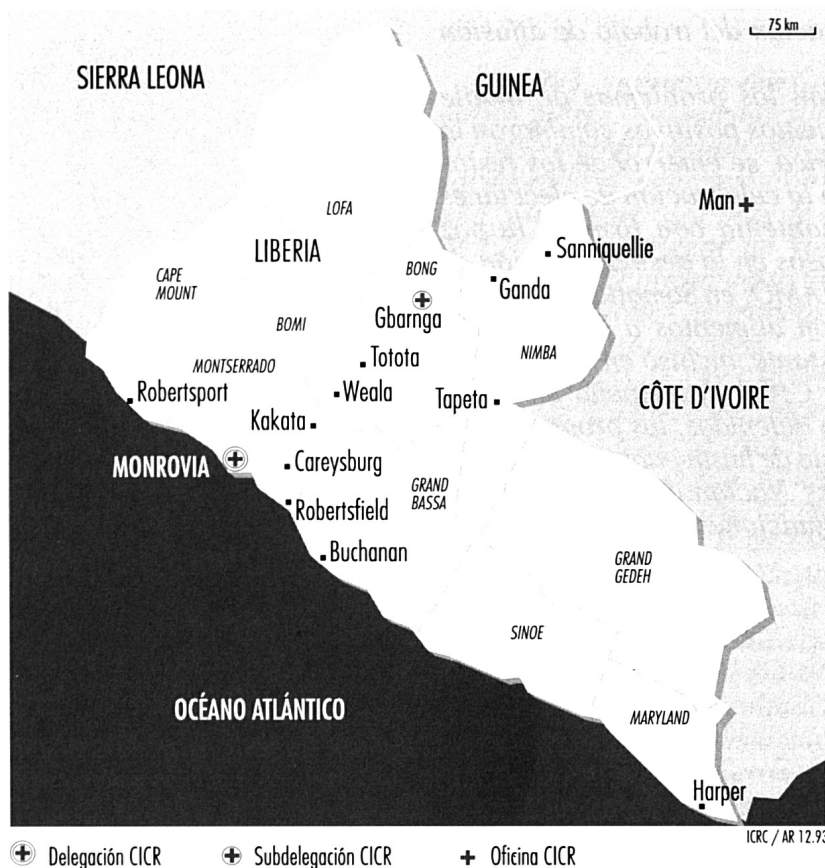 75 km
SIERRA LEONA
GUINEA
Man
LOFA
Sanniquellie
LIBERIA
BONG
CAPE
MOUNT
Ganda
Gbarnga
BOMI
NIMBA
Totota
MONTSERRADO
Robertsport
Weala
Tapeta
CÔTE D'IVOIRE
Kakata
MONROVIA
Careysburg
GRAND
BASSA
Robertsfield
Buchanan
GRAND
GEDEH
SINOE
OCÉANO ATLÁNTICO
MARYLAND
Harper
ICRC / AR 12.93
Delegación CICR
Subdelegación CICR
Oficina CICR